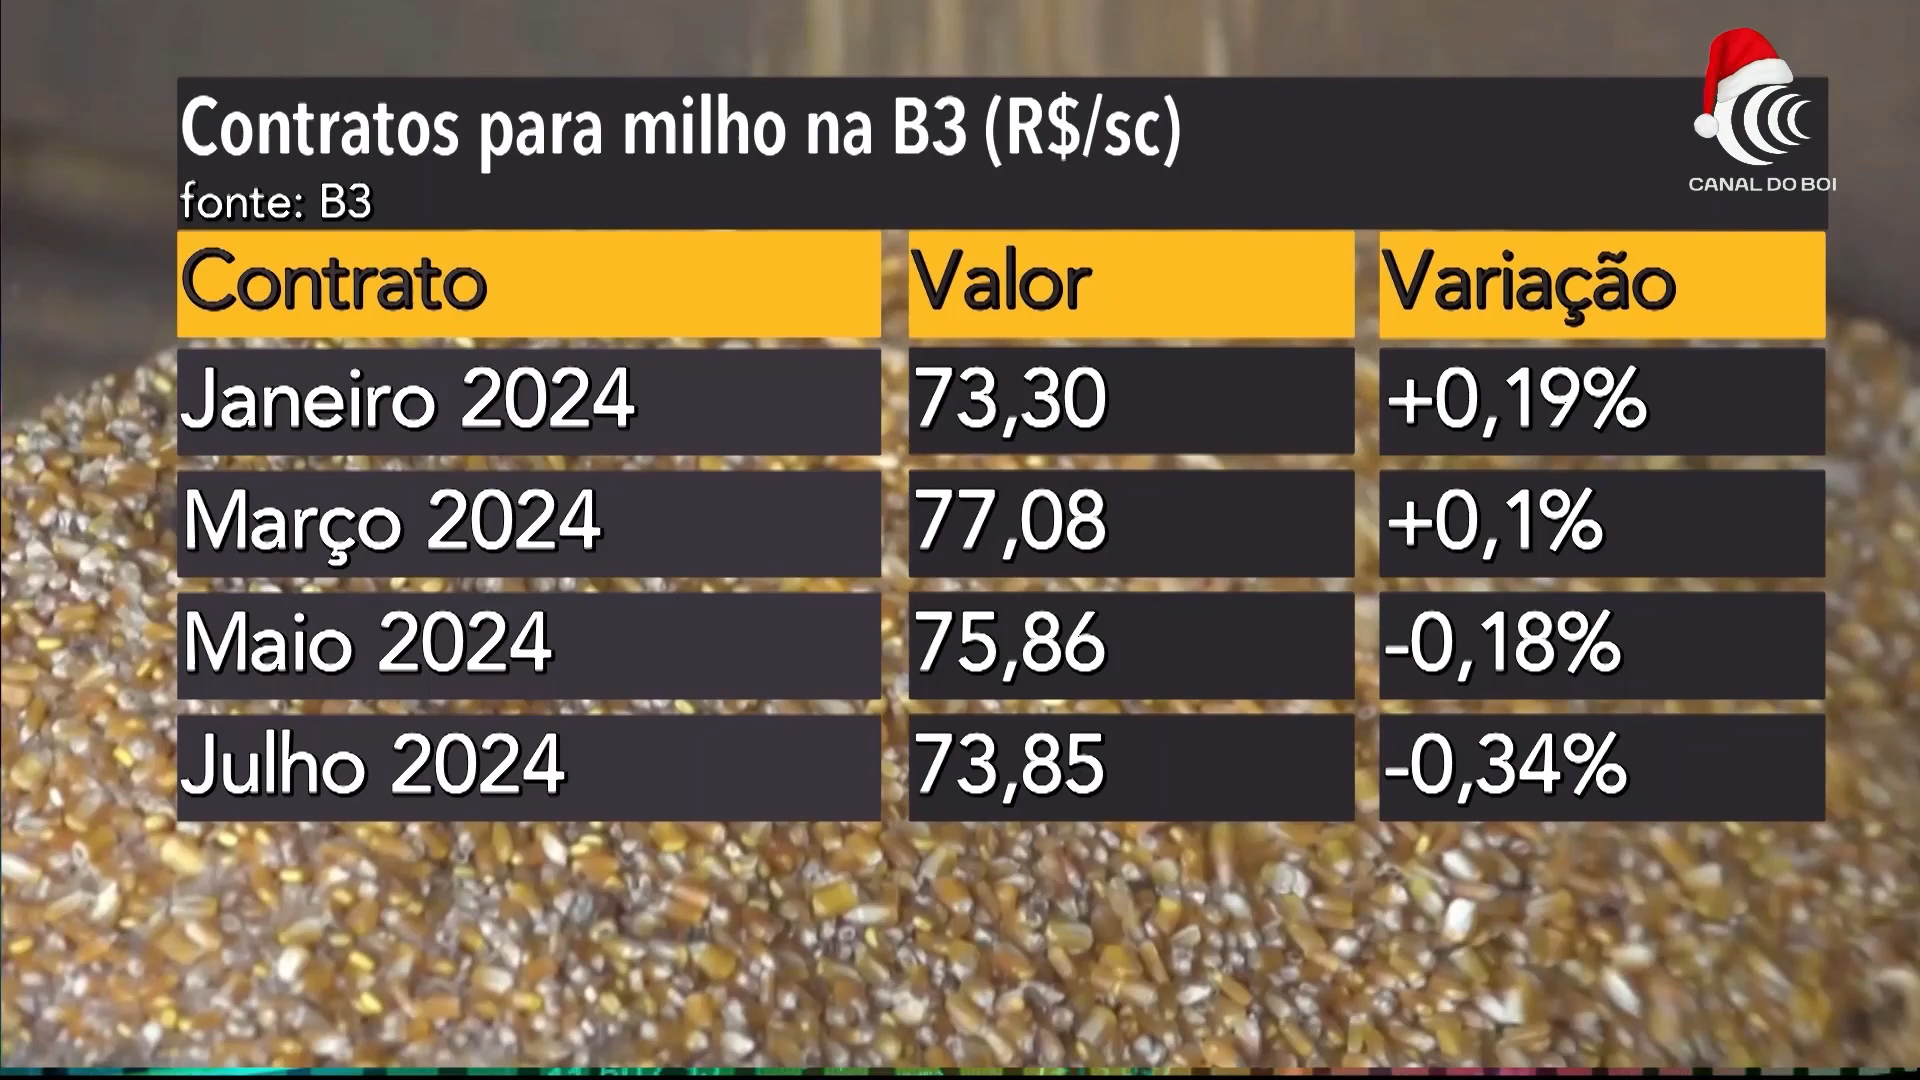 Contratos para milho na B3 (R$/sc)
fonte: B3
CANAL DO BOI
Contrato Valor Variação
Janeiro 2024 73,30 +0,19%
Março 2024 77,08 +0,1%
Maio 2024 75,86 -0,18%
Julho 2024 73,85 -0,34%